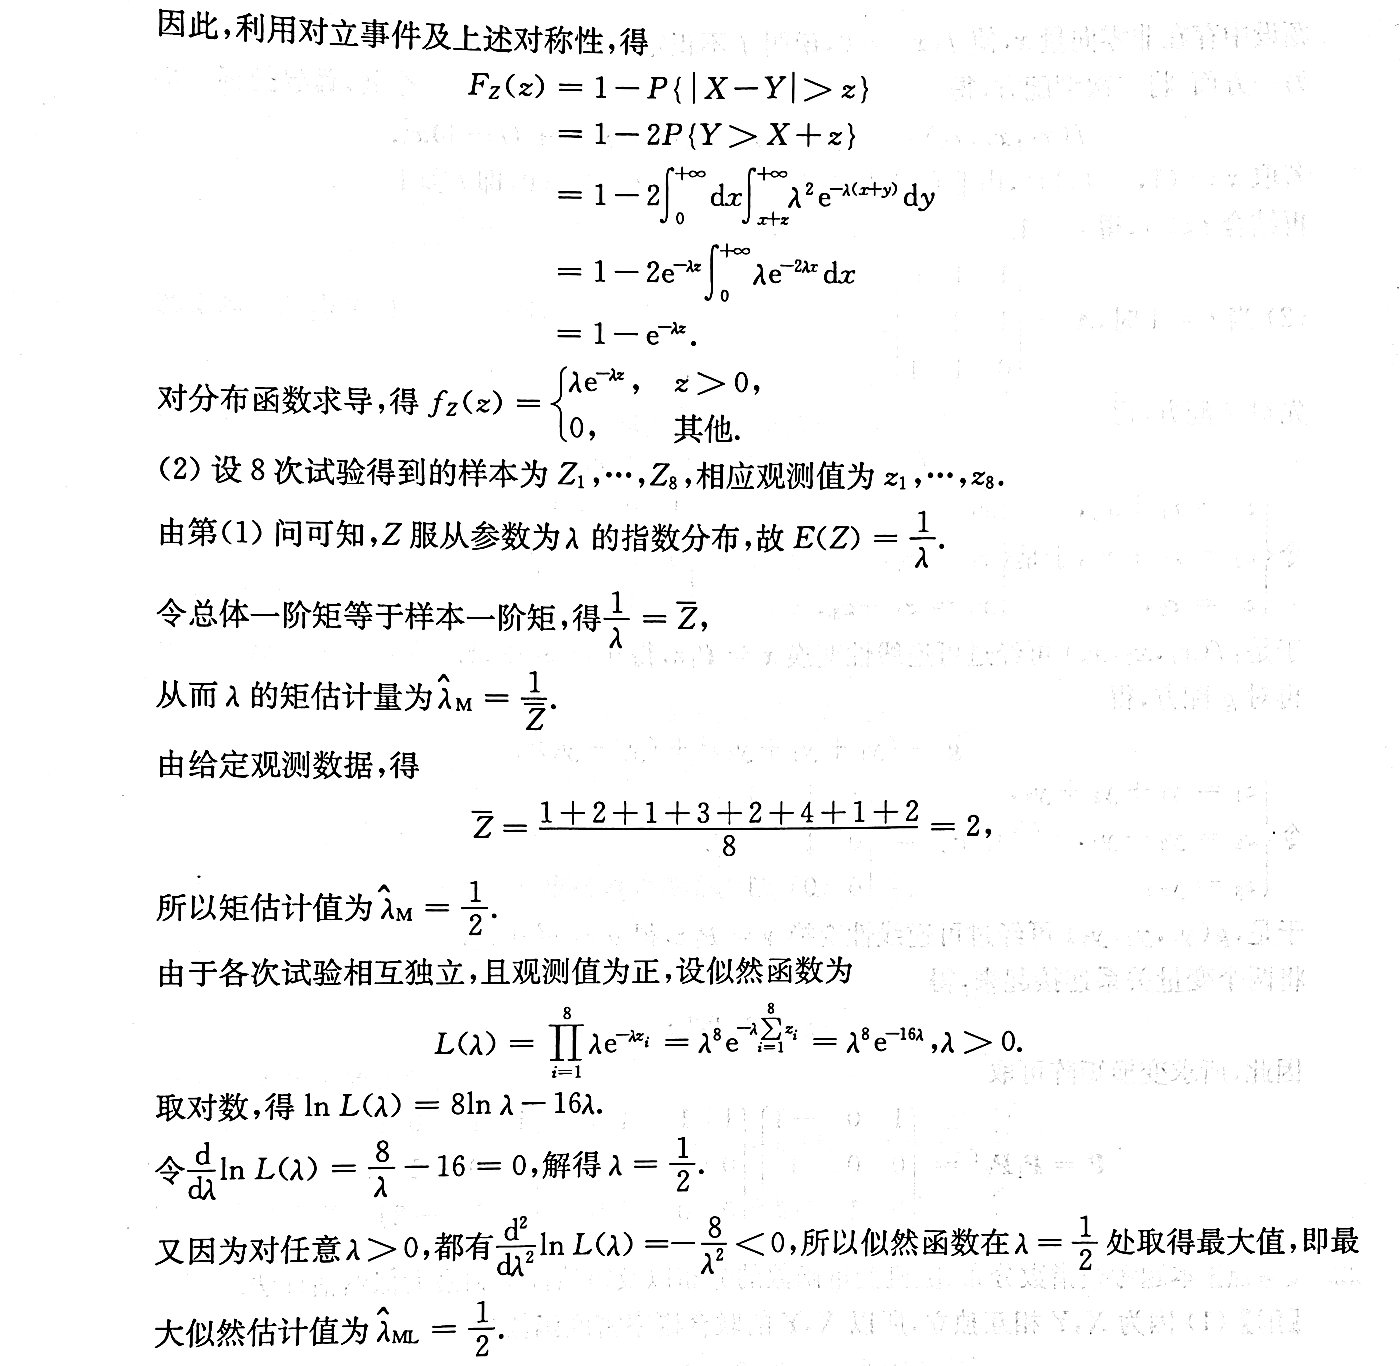 因此,利用对立事件及上述对称性,得
F_Z(z) = 1 − P{|X − Y| > z}
= 1 − 2P{Y > X + z}
= 1 − 2∫_0^{+∞} dx ∫_{x+z}^{+∞} λ² e^{−λ(x+y)} dy
= 1 − 2e^{−λz} ∫_0^{+∞} λe^{−2λx} dx
= 1 − e^{−λz}.
对分布函数求导,得 f_Z(z) = { λe^{−λz}, z > 0,
0, 其他.
(2) 设 8 次试验得到的样本为 Z₁,⋯,Z₈,相应观测值为 z₁,⋯,z₈.
由第(1) 问可知,Z 服从参数为 λ 的指数分布,故 E(Z) = 1/λ.
令总体一阶矩等于样本一阶矩,得 1/λ = Z̅,
从而 λ 的矩估计量为 λ̂_M = 1/Z̅.
由给定观测数据,得
Z̅ = (1+2+1+3+2+4+1+2)/8 = 2,
所以矩估计值为 λ̂_M = 1/2.
由于各次试验相互独立,且观测值为正,设似然函数为
L(λ) = ∏_{i=1}^{8} λe^{−λz_i} = λ⁸ e^{−λ∑_{i=1}^{8} z_i} = λ⁸ e^{−16λ}, λ > 0.
取对数,得 ln L(λ) = 8ln λ − 16λ.
令 d/dλ ln L(λ) = 8/λ − 16 = 0,解得 λ = 1/2.
又因为对任意 λ > 0,都有 d²/dλ² ln L(λ) = −8/λ² < 0,所以似然函数在 λ = 1/2 处取得最大值,即最
大似然估计值为 λ̂_ML = 1/2.